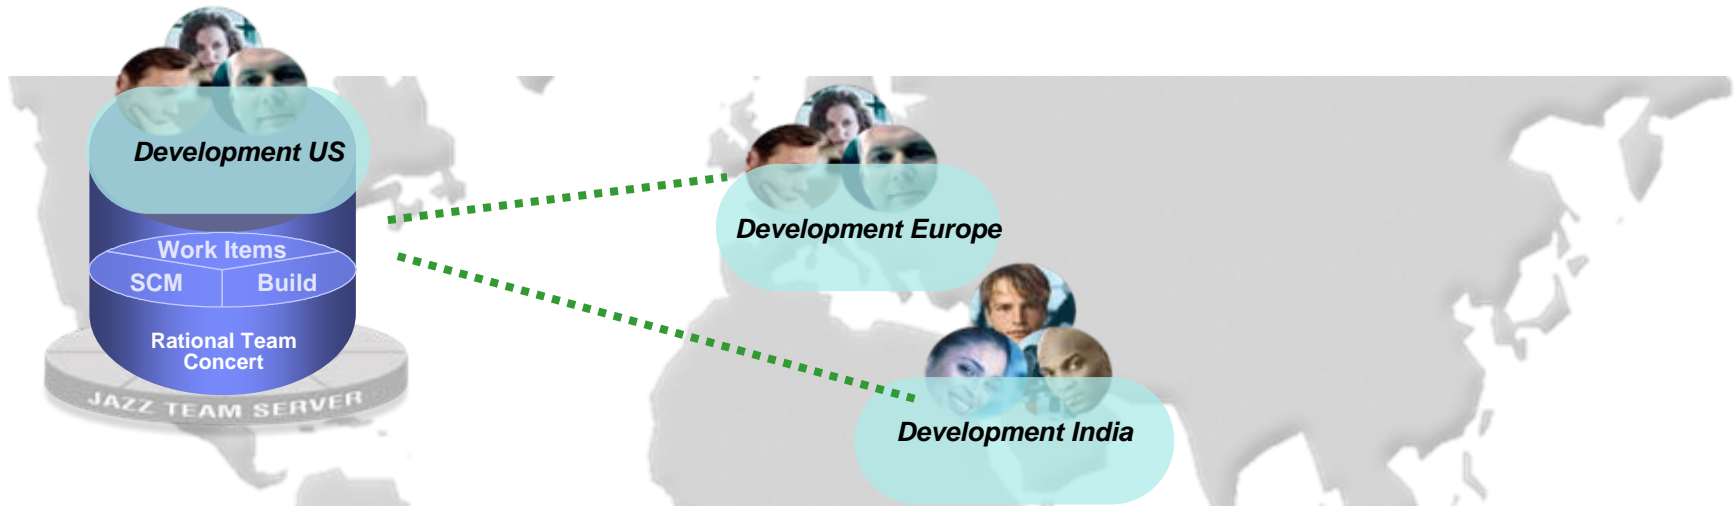 Development US
Work Items
SCM
Build
Rational Team
Concert
JAZZ TEAM SERVER
Development Europe
Development India